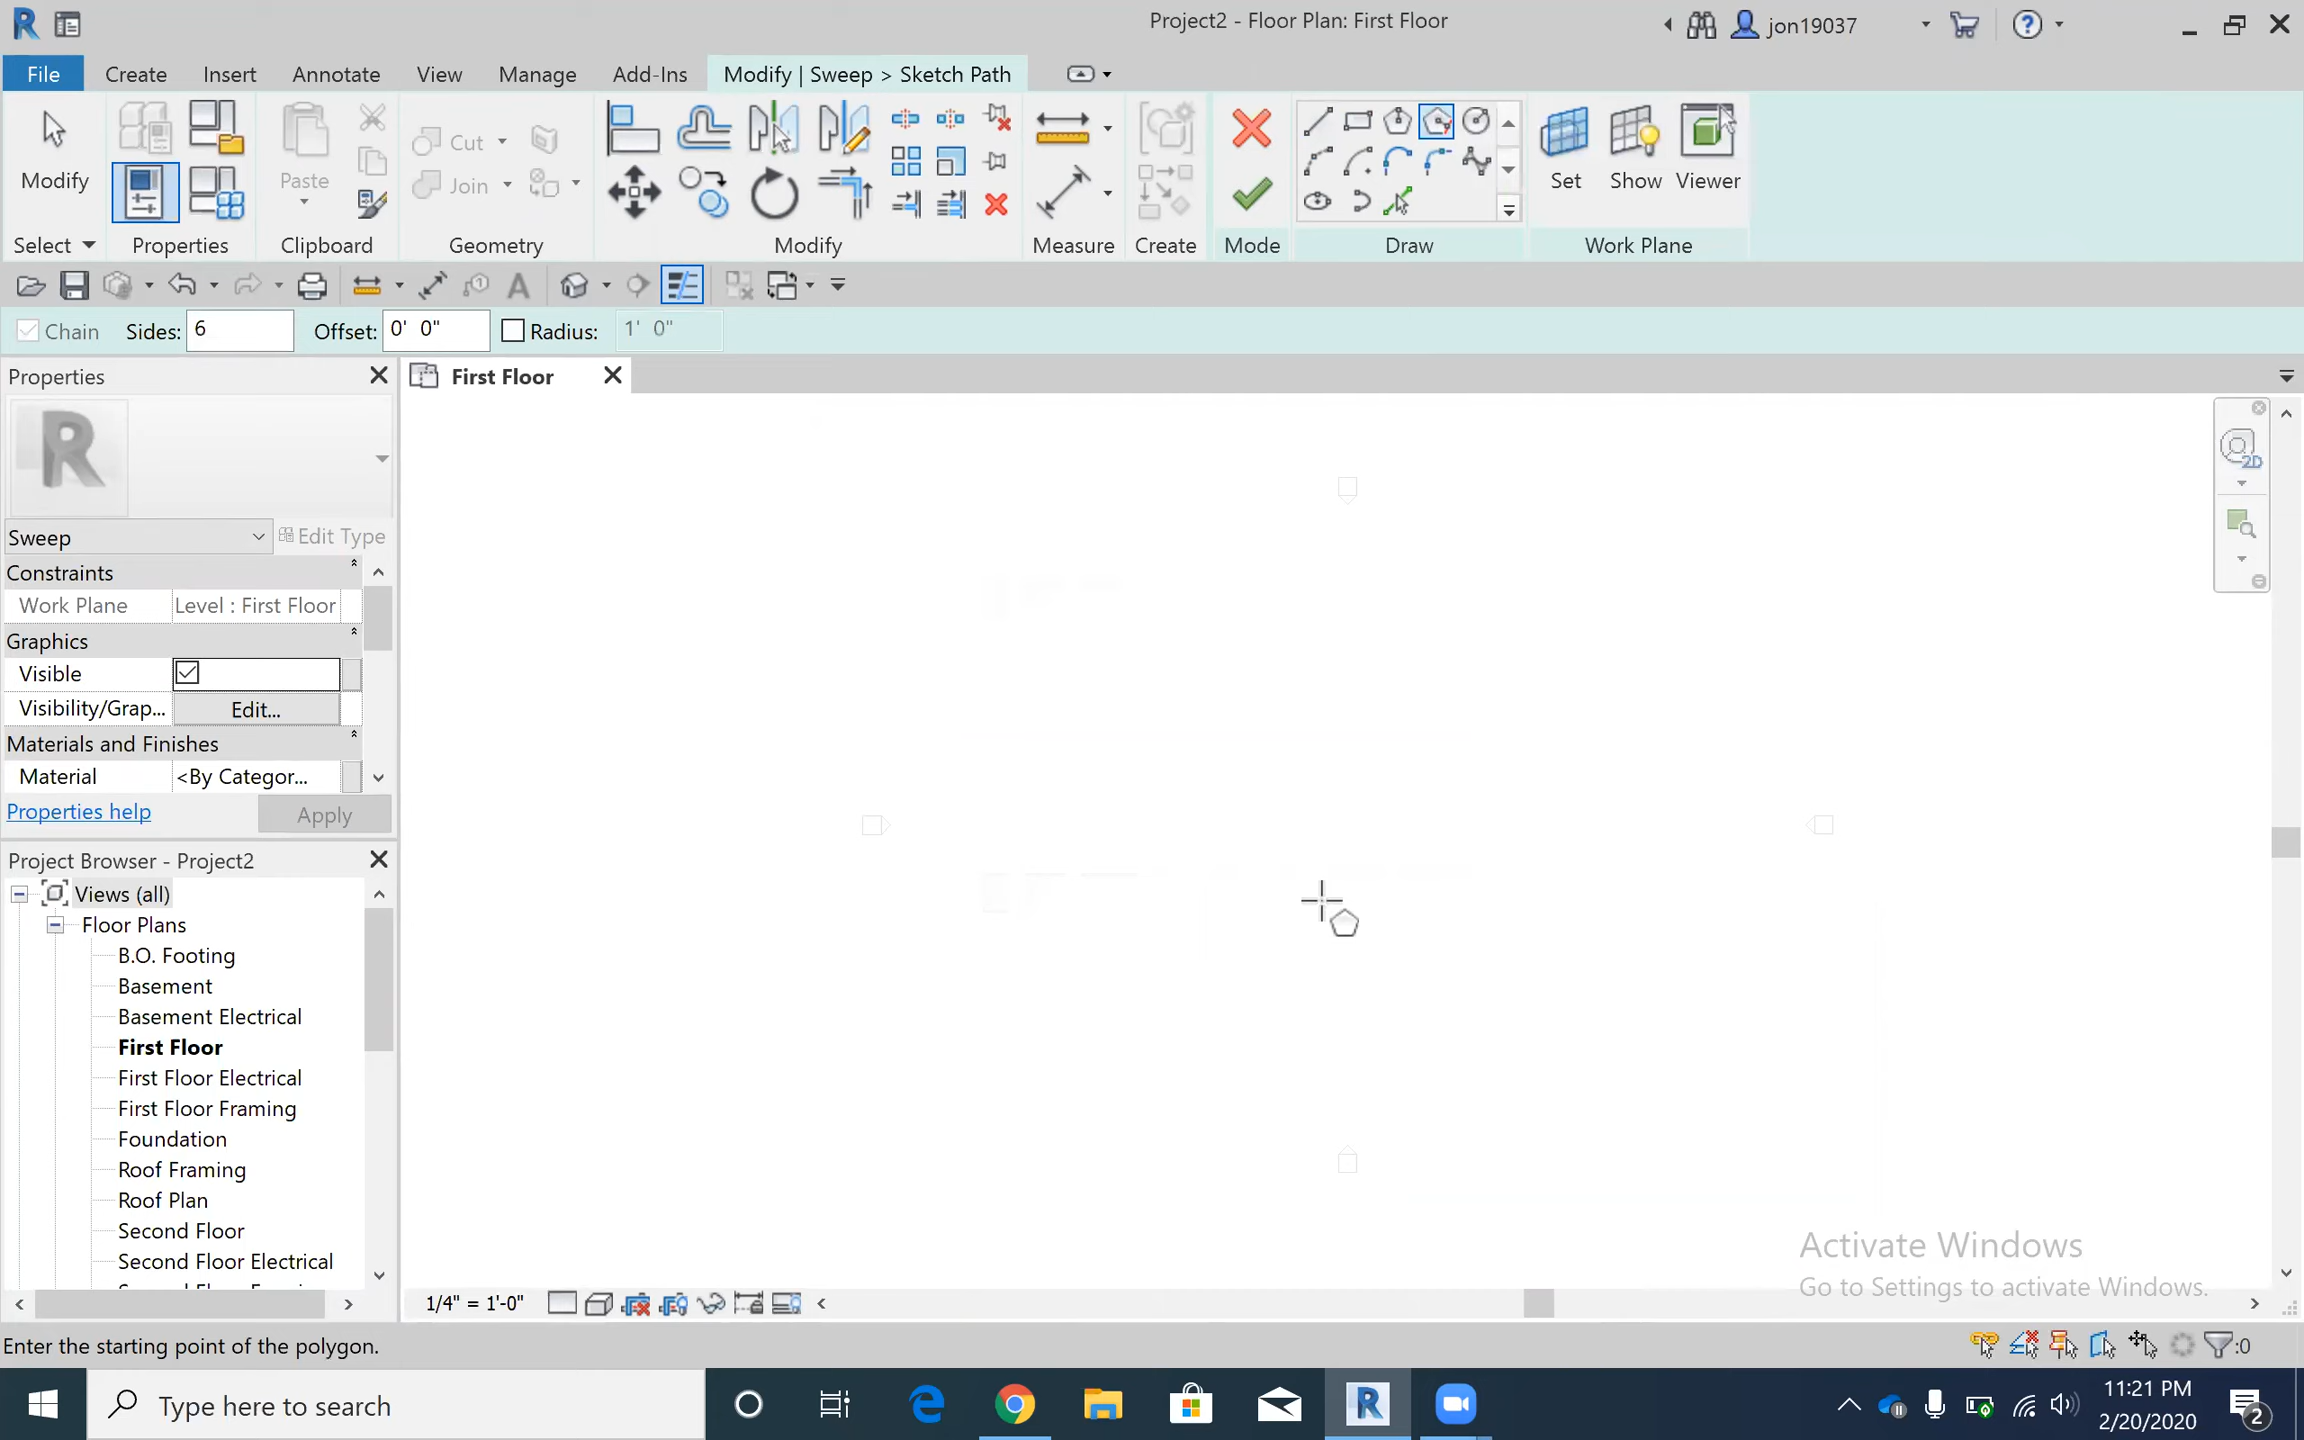 Project2 - Floor Plan: First Floor
jon19037
File
Create
Insert
Annotate
View
Manage
Add-Ins
Modify | Sweep > Sketch Path
Modify
Paste
Cut
Join
Set
Show
Viewer
Select
Properties
Clipboard
Geometry
Modify
Measure
Create
Mode
Draw
Work Plane
Chain
Sides:
6
Offset:
0' 0"
Radius:
1' 0"
Properties
First Floor
Sweep
Edit Type
Constraints
Work Plane
Level : First Floor
Graphics
Visible
Visibility/Grap...
Edit...
Materials and Finishes
Material
<By Categor...
Properties help
Apply
Project Browser - Project2
Views (all)
Floor Plans
B.O. Footing
Basement
Basement Electrical
First Floor
First Floor Electrical
First Floor Framing
Foundation
Roof Framing
Roof Plan
Second Floor
Second Floor Electrical
2D
Activate Windows
Go to Settings to activate Windows.
1/4" = 1'-0"
Enter the starting point of the polygon.
:0
Type here to search
11:21 PM
2/20/2020
2